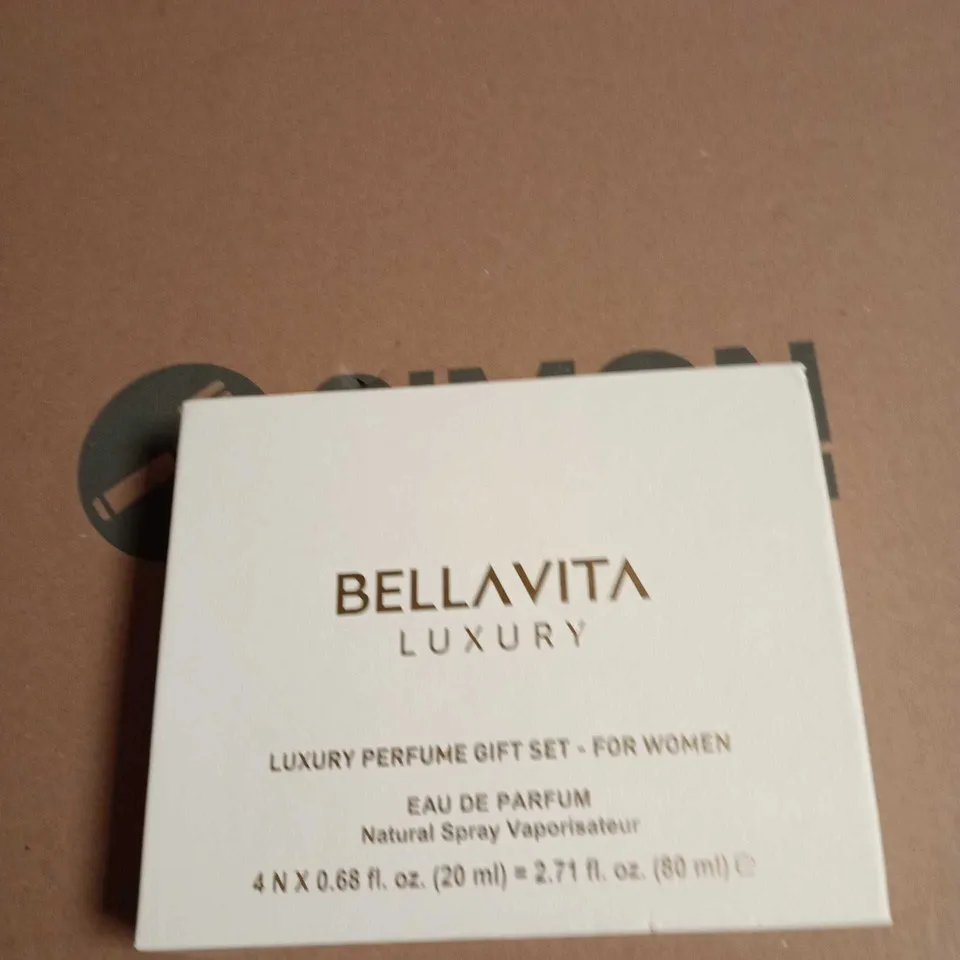 BELLAVITA
LUXURY
LUXURY PERFUME GIFT SET - FOR WOMEN
EAU DE PARFUM
Natural Spray Vaporisateur
4 N X 0.68 fl. oz. (20 ml) = 2.71 fl. oz. (80 ml) e